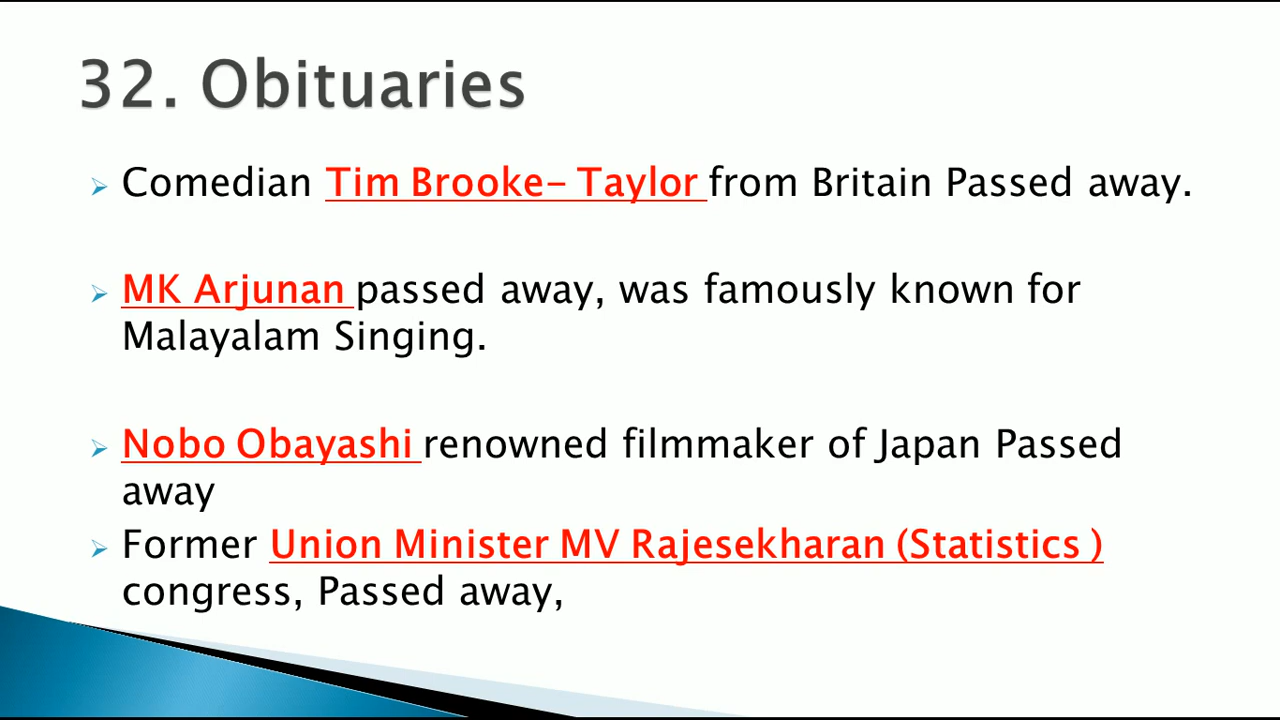 32. Obituaries
Comedian Tim Brooke- Taylor from Britain Passed away.
MK Arjunan passed away, was famously known for
Malayalam Singing.
Nobo Obayashi renowned filmmaker of Japan Passed
away
Former Union Minister MV Rajesekharan (Statistics )
congress, Passed away,